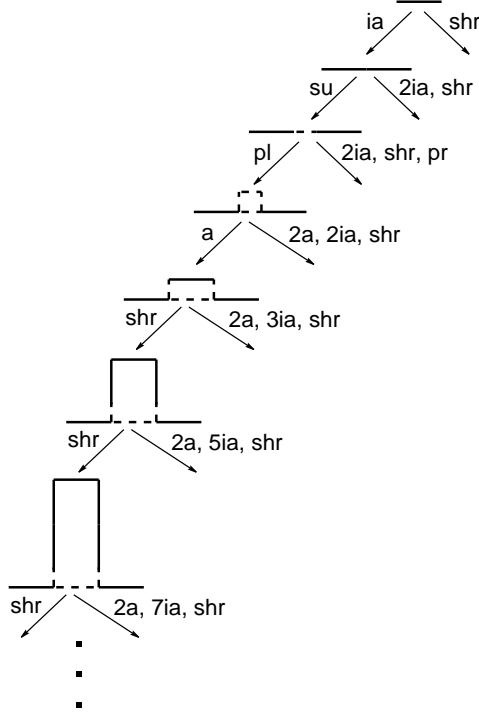 ia shr
su 2ia, shr
pl 2ia, shr, pr
a 2a, 2ia, shr
shr 2a, 3ia, shr
shr 2a, 5ia, shr
shr 2a, 7ia, shr